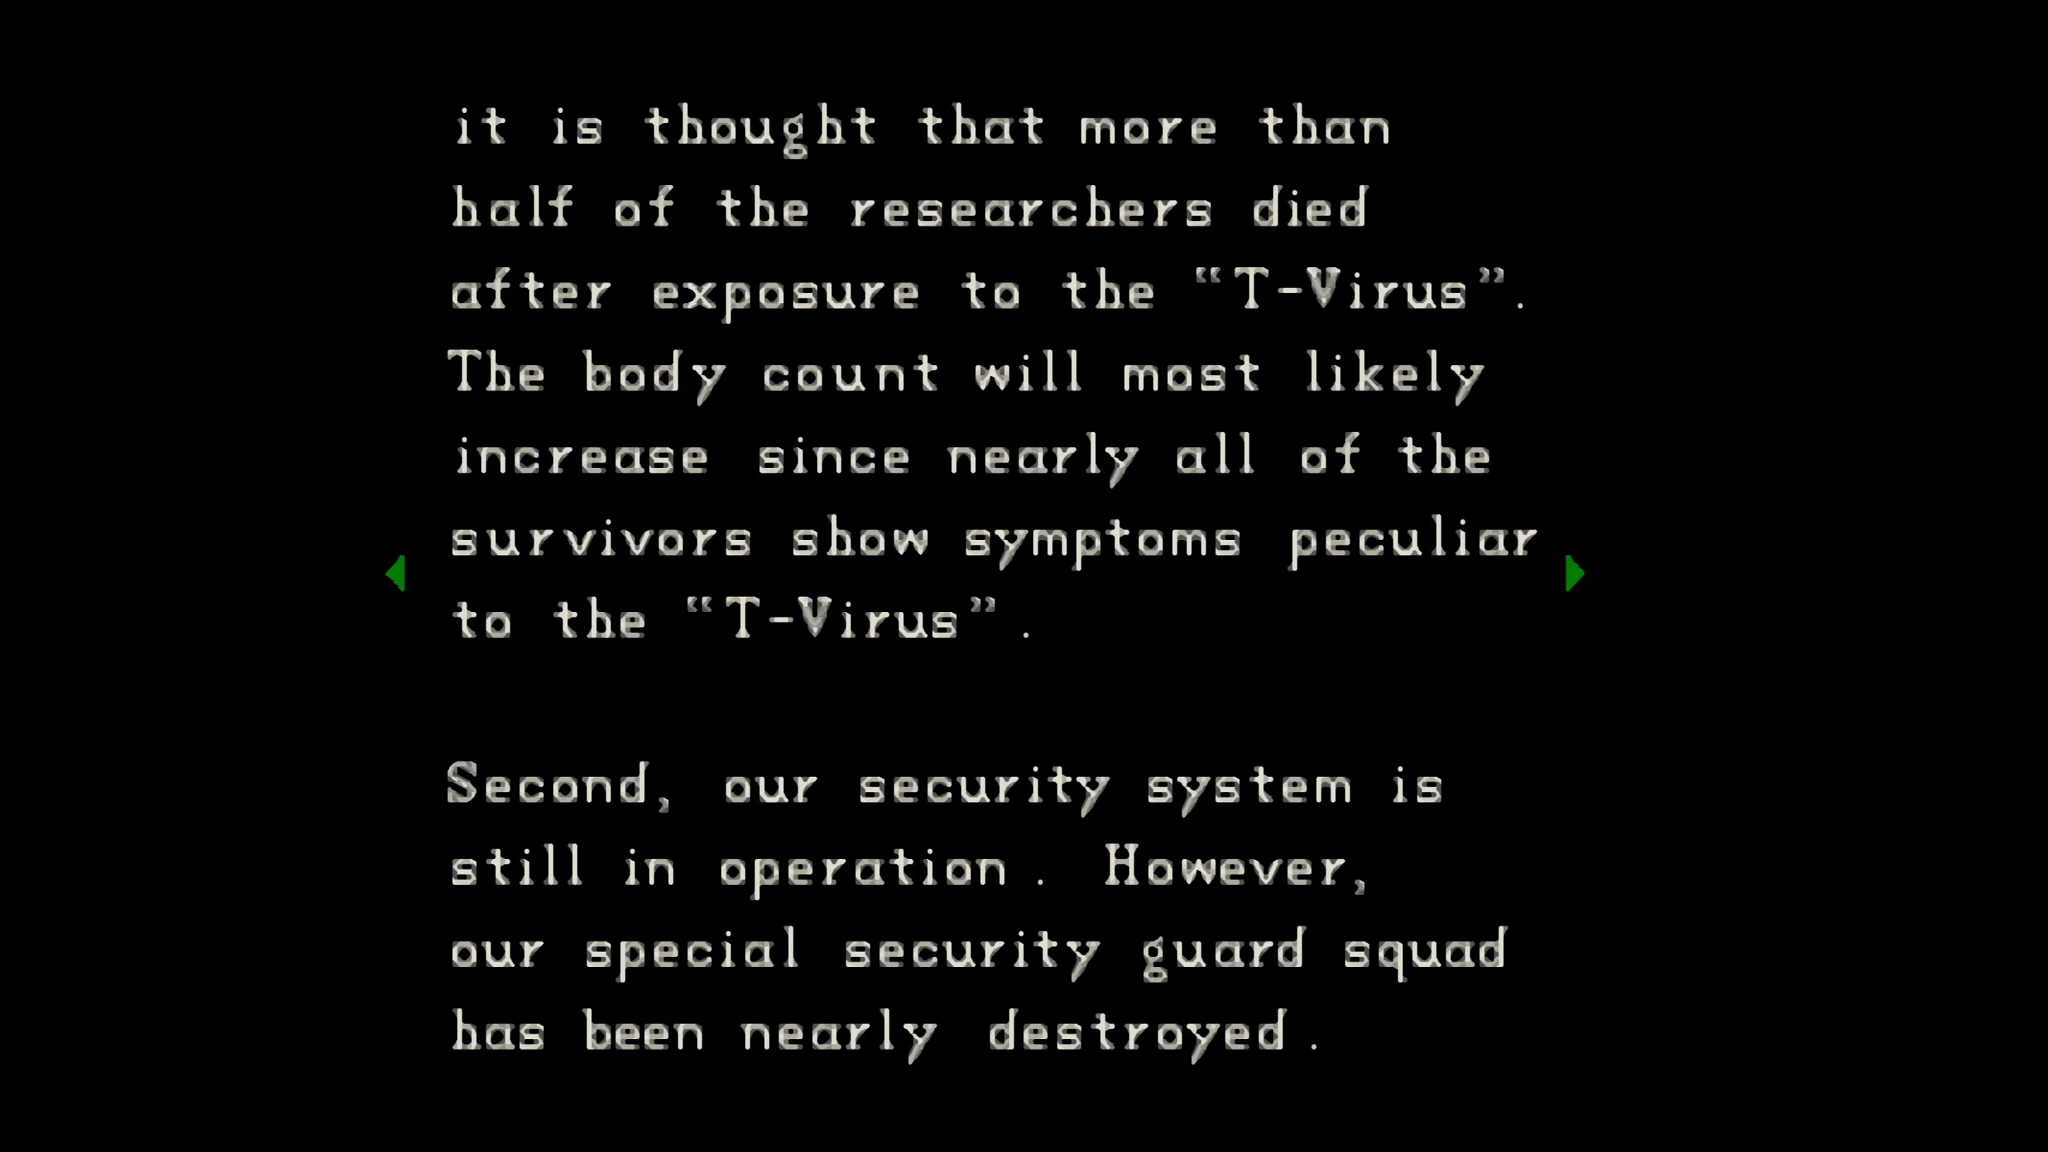 it is thought that more than
half of the researchers died
after exposure to the “T-Virus”.
The body count will most likely
increase since nearly all of the
survivors show symptoms peculiar
to the “T-Virus” .
Second, our security system is
still in operation . However,
our special security guard squad
has been nearly destroyed .